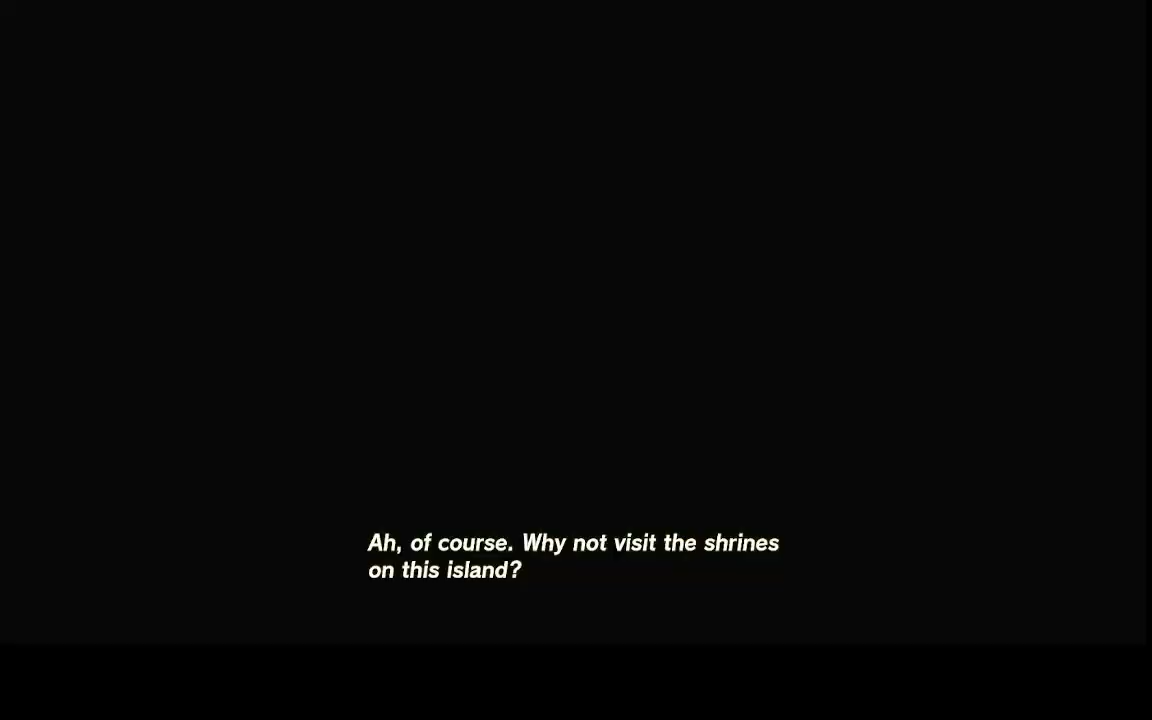 Ah, of course. Why not visit the shrines
on this island?